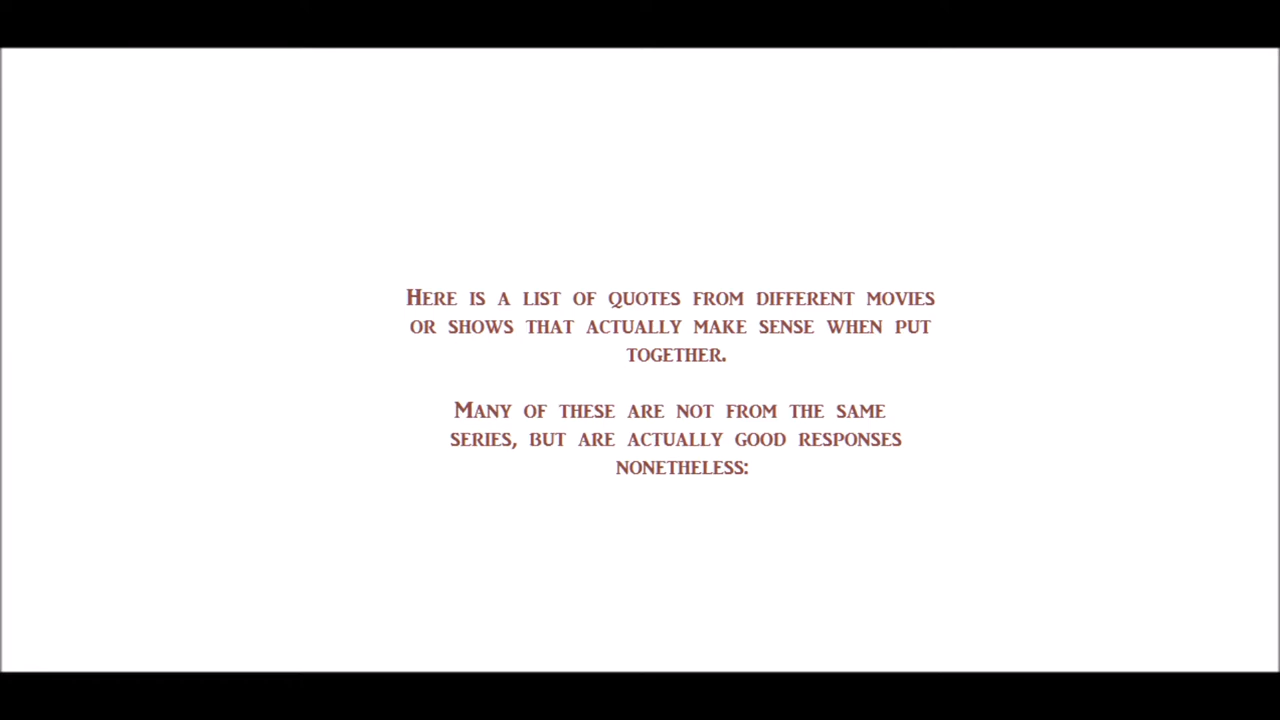 Here is a list of quotes from different movies
or shows that actually make sense when put
together.
Many of these are not from the same
series, but are actually good responses
nonetheless: